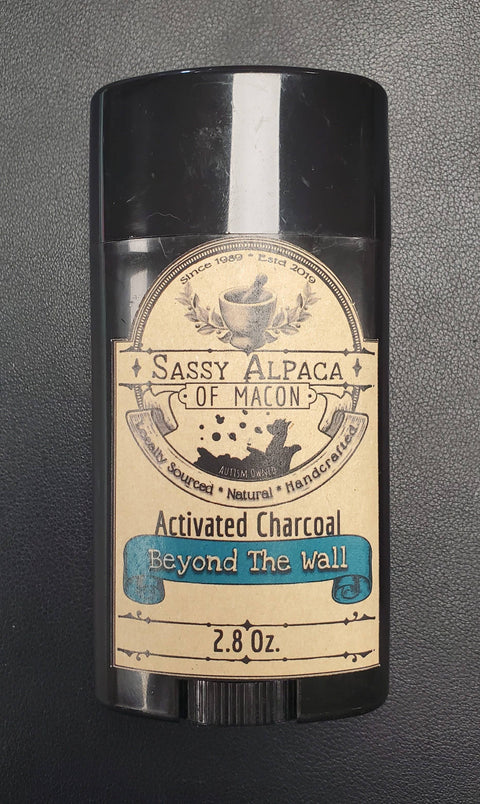 Since 1989 * Estd 2019
SASSY ALPACA
OF MACON
AUTISM OWNED
Locally Sourced * Natural * Handcrafted
Activated Charcoal
Beyond The Wall
2.8 Oz.